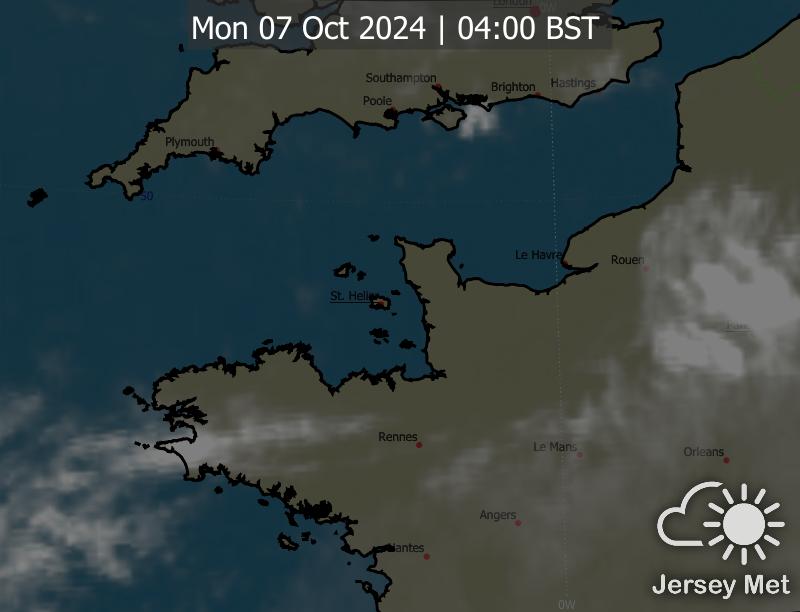 London
0W
Mon 07 Oct 2024 | 04:00 BST
Southampton
Brighton
Hastings
Poole
Plymouth
50
Le Havre
Rouen
St. Helier
Rennes
Le Mans
Orleans
Angers
Nantes
Jersey Met
0W